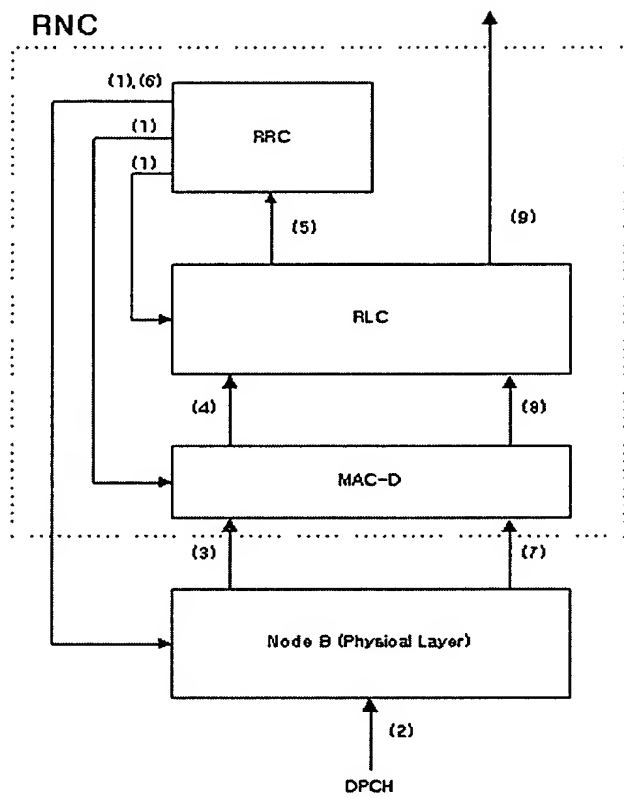 RNC
(1),(6)
(1)
(1)
RRC
(5)
(9)
RLC
(4)
(8)
MAC-D
(3)
(7)
Node B (Physical Layer)
(2)
DPCH